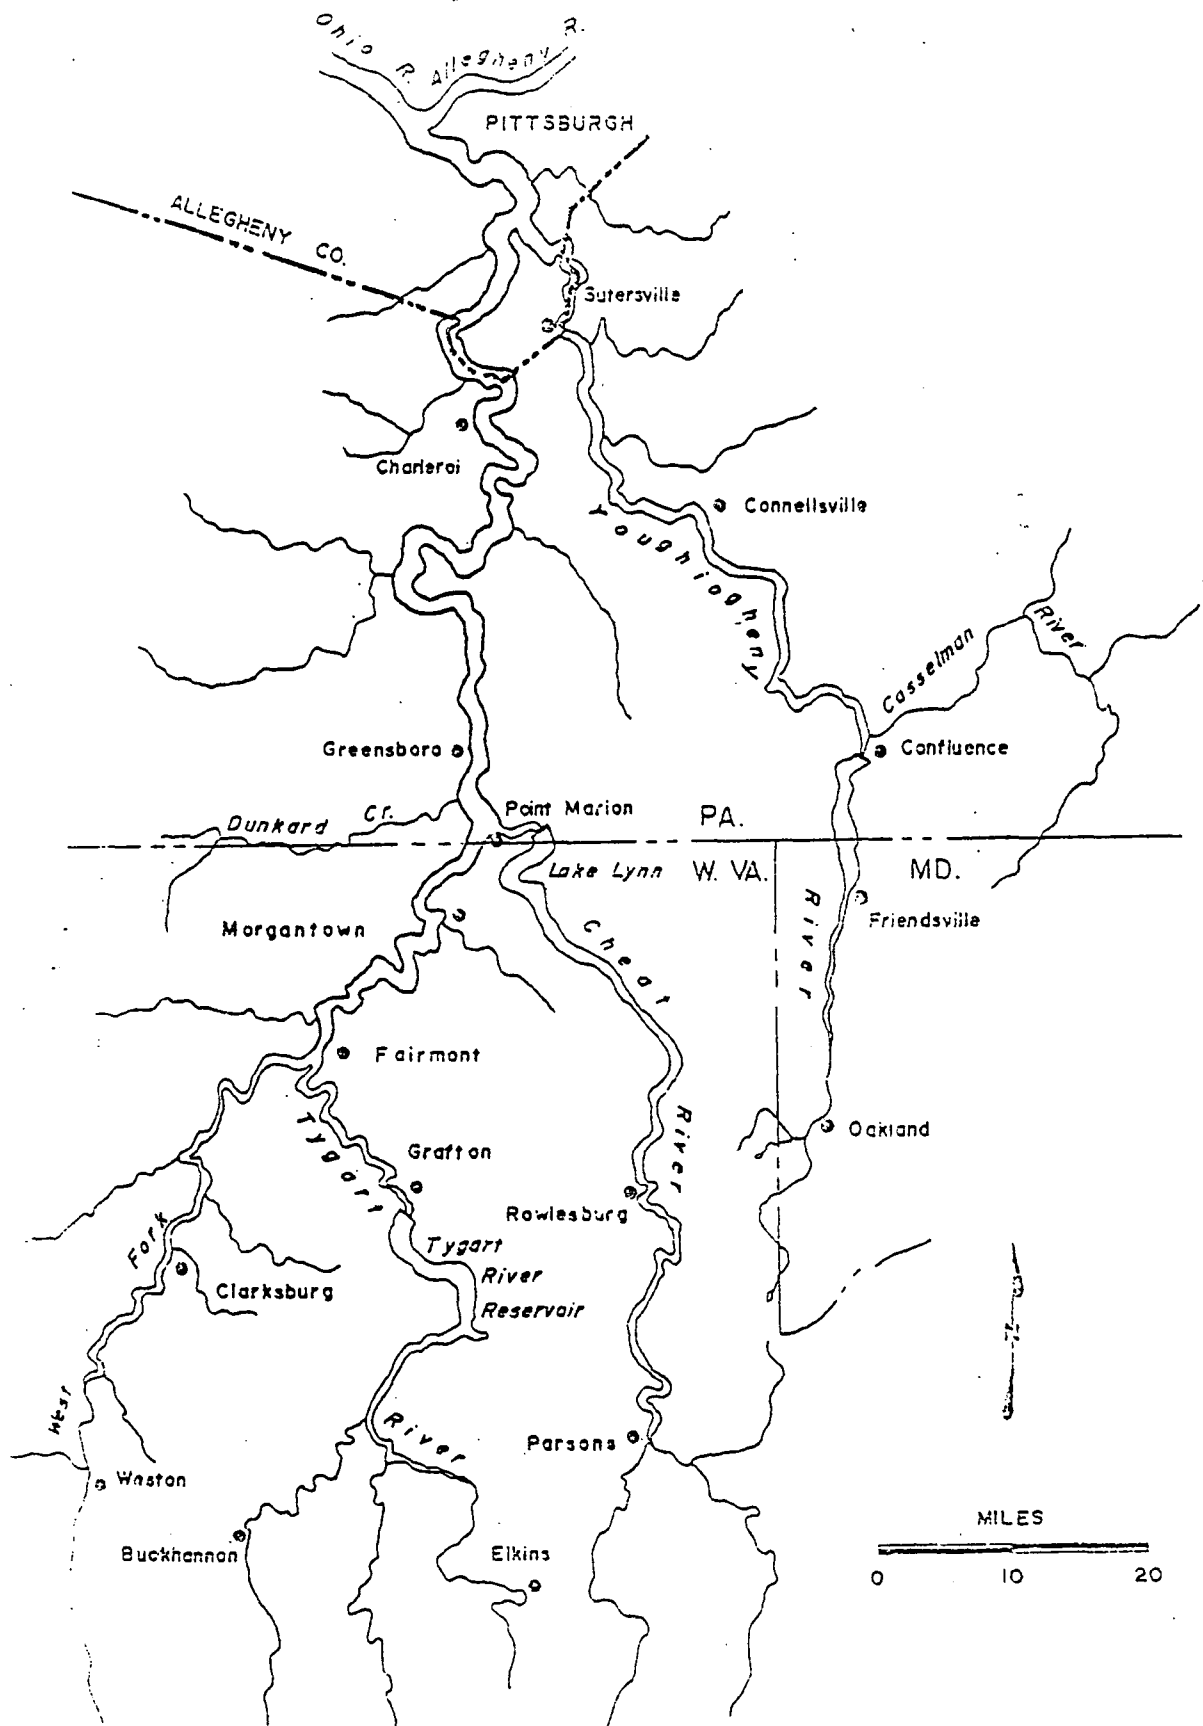 Ohio R.
Allegheny R.
PITTSBURGH
ALLEGHENY CO.
Sutersville
Charleroi
Connellsville
Youghiogheny
Casselman River
Greensboro
Confluence
Point Marion
Dunkard Cr.
PA.
Lake Lynn
W. VA.
MD.
River
Friendsville
Morgantown
Cheat
Fairmont
River
Oakland
Tygart
Grafton
Rowlesburg
Fork
Tygart
River
Reservoir
Clarksburg
N
West
River
Parsons
Weston
MILES
Buckhannon
Elkins
0 10 20